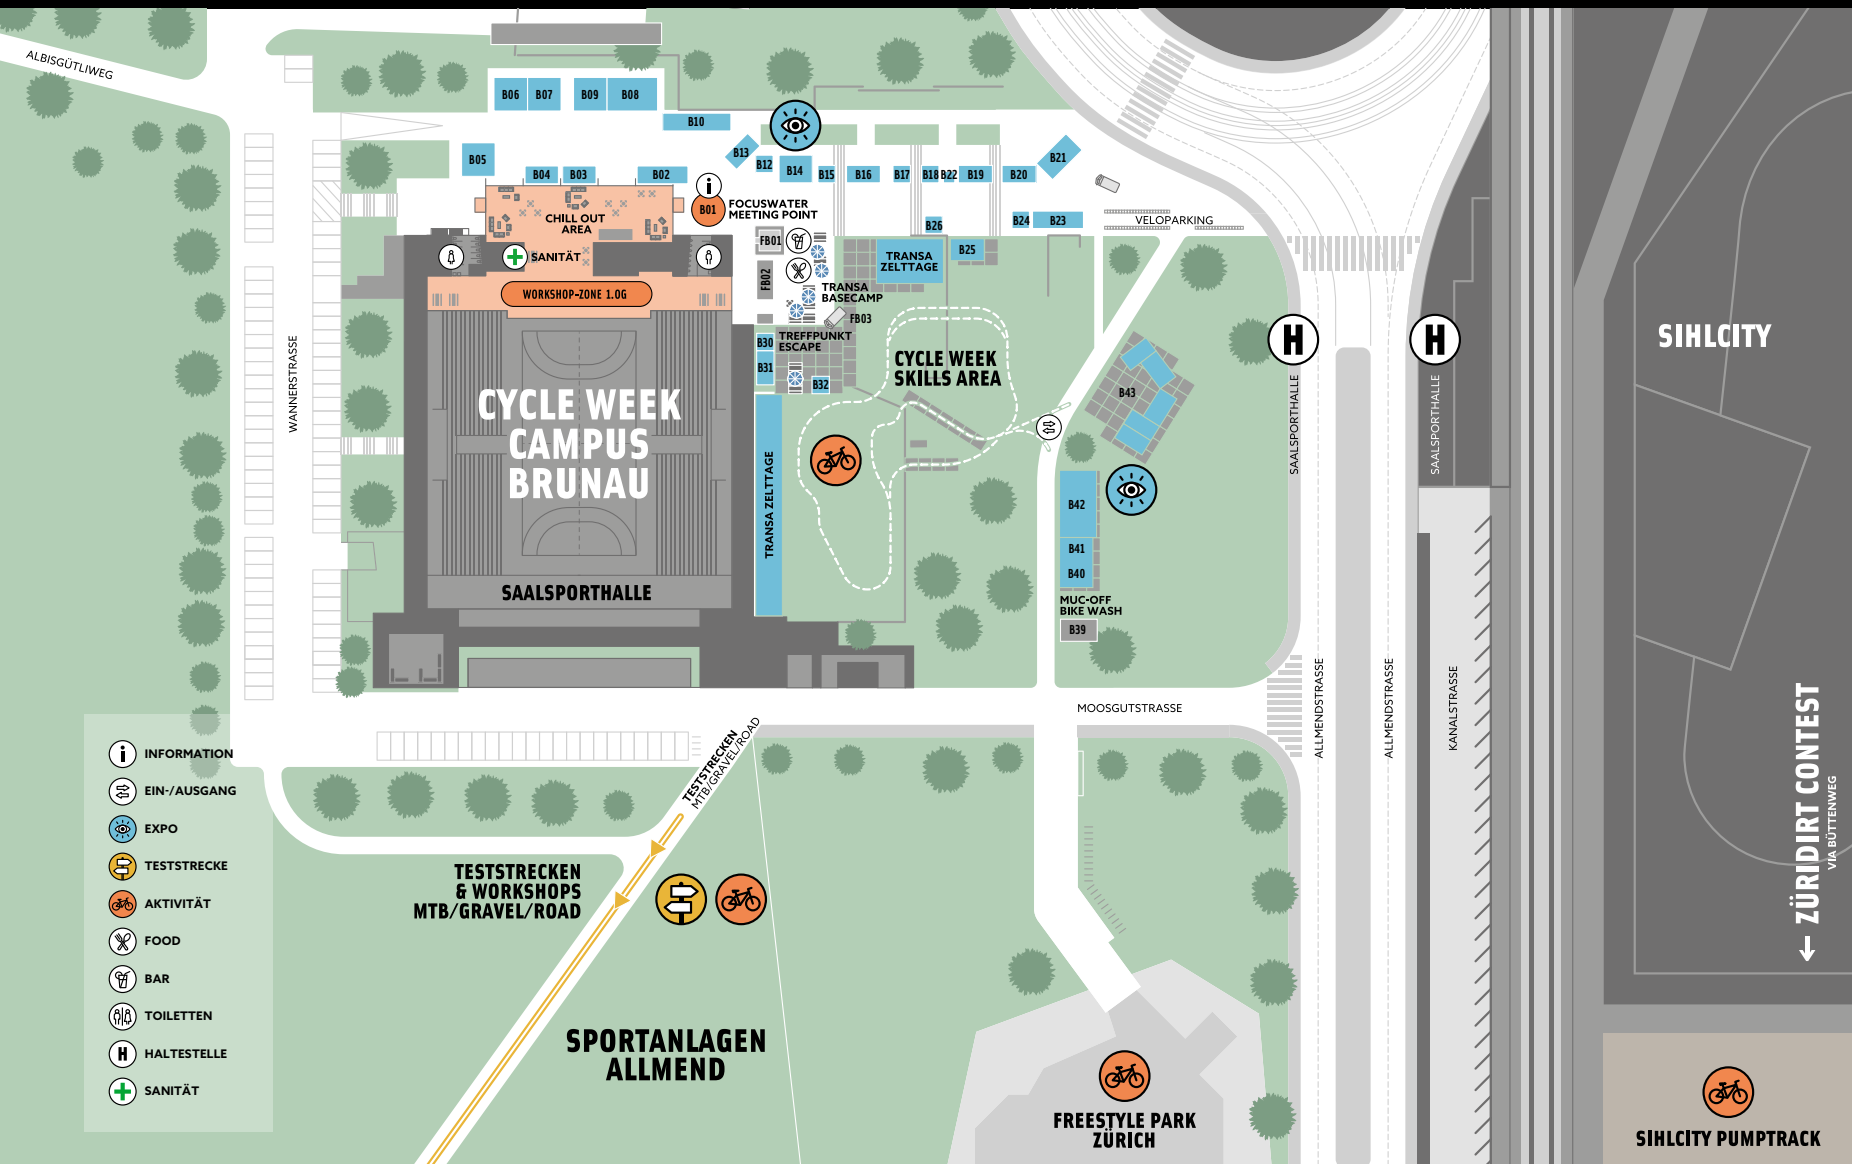 ALBISGÜTLIWEG
B06
B07
B09
B08
B10
B05
B04
B03
B02
B13
B12
B14
B15
B16
B17
B18
B22
B19
B20
B21
i
B01
FOCUSWATER
MEETING POINT
CHILL OUT
AREA
SANITÄT
WORKSHOP-ZONE 1.OG
FB01
FB02
TRANSA
BASECAMP
FB03
B26
B24
B23
B25
TRANSA
ZELTTAGE
VELOPARKING
TREFFPUNKT
ESCAPE
B30
B31
B32
CYCLE WEEK
SKILLS AREA
B43
H
H
SAALSPORTHALLE
SAALSPORTHALLE
SIHLCITY
WANNERSTRASSE
CYCLE WEEK
CAMPUS
BRUNAU
SAALSPORTHALLE
TRANSA ZELTTAGE
B42
B41
B40
MUC-OFF
BIKE WASH
B39
MOOSGUTSTRASSE
ALLMENDSTRASSE
ALLMENDSTRASSE
KANALSTRASSE
ZÜRIDIRT CONTEST
VIA BÜTTENWEG
TESTSTRECKEN
MTB/GRAVEL/ROAD
TESTSTRECKEN
& WORKSHOPS
MTB/GRAVEL/ROAD
SPORTANLAGEN
ALLMEND
FREESTYLE PARK
ZÜRICH
SIHLCITY PUMPTRACK
i INFORMATION
EIN-/AUSGANG
EXPO
TESTSTRECKE
AKTIVITÄT
FOOD
BAR
TOILETTEN
H HALTESTELLE
SANITÄT